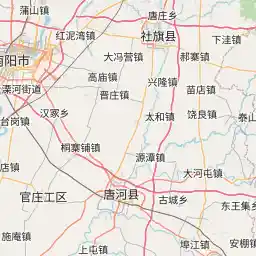 蒲山镇
唐庄乡
红泥湾镇
社旗县
下洼镇
大冯营镇
郝寨镇
南阳市
高庙镇
兴隆镇
苗店镇
溧河街道
晋庄镇
汉冢乡
太和镇
饶良镇
泰山
台岗镇
桐寨铺镇
源潭镇
店镇
大河屯镇
官庄工区
唐河县
古城乡
东王集乡
施庵镇
埠江镇
安棚镇
上屯镇